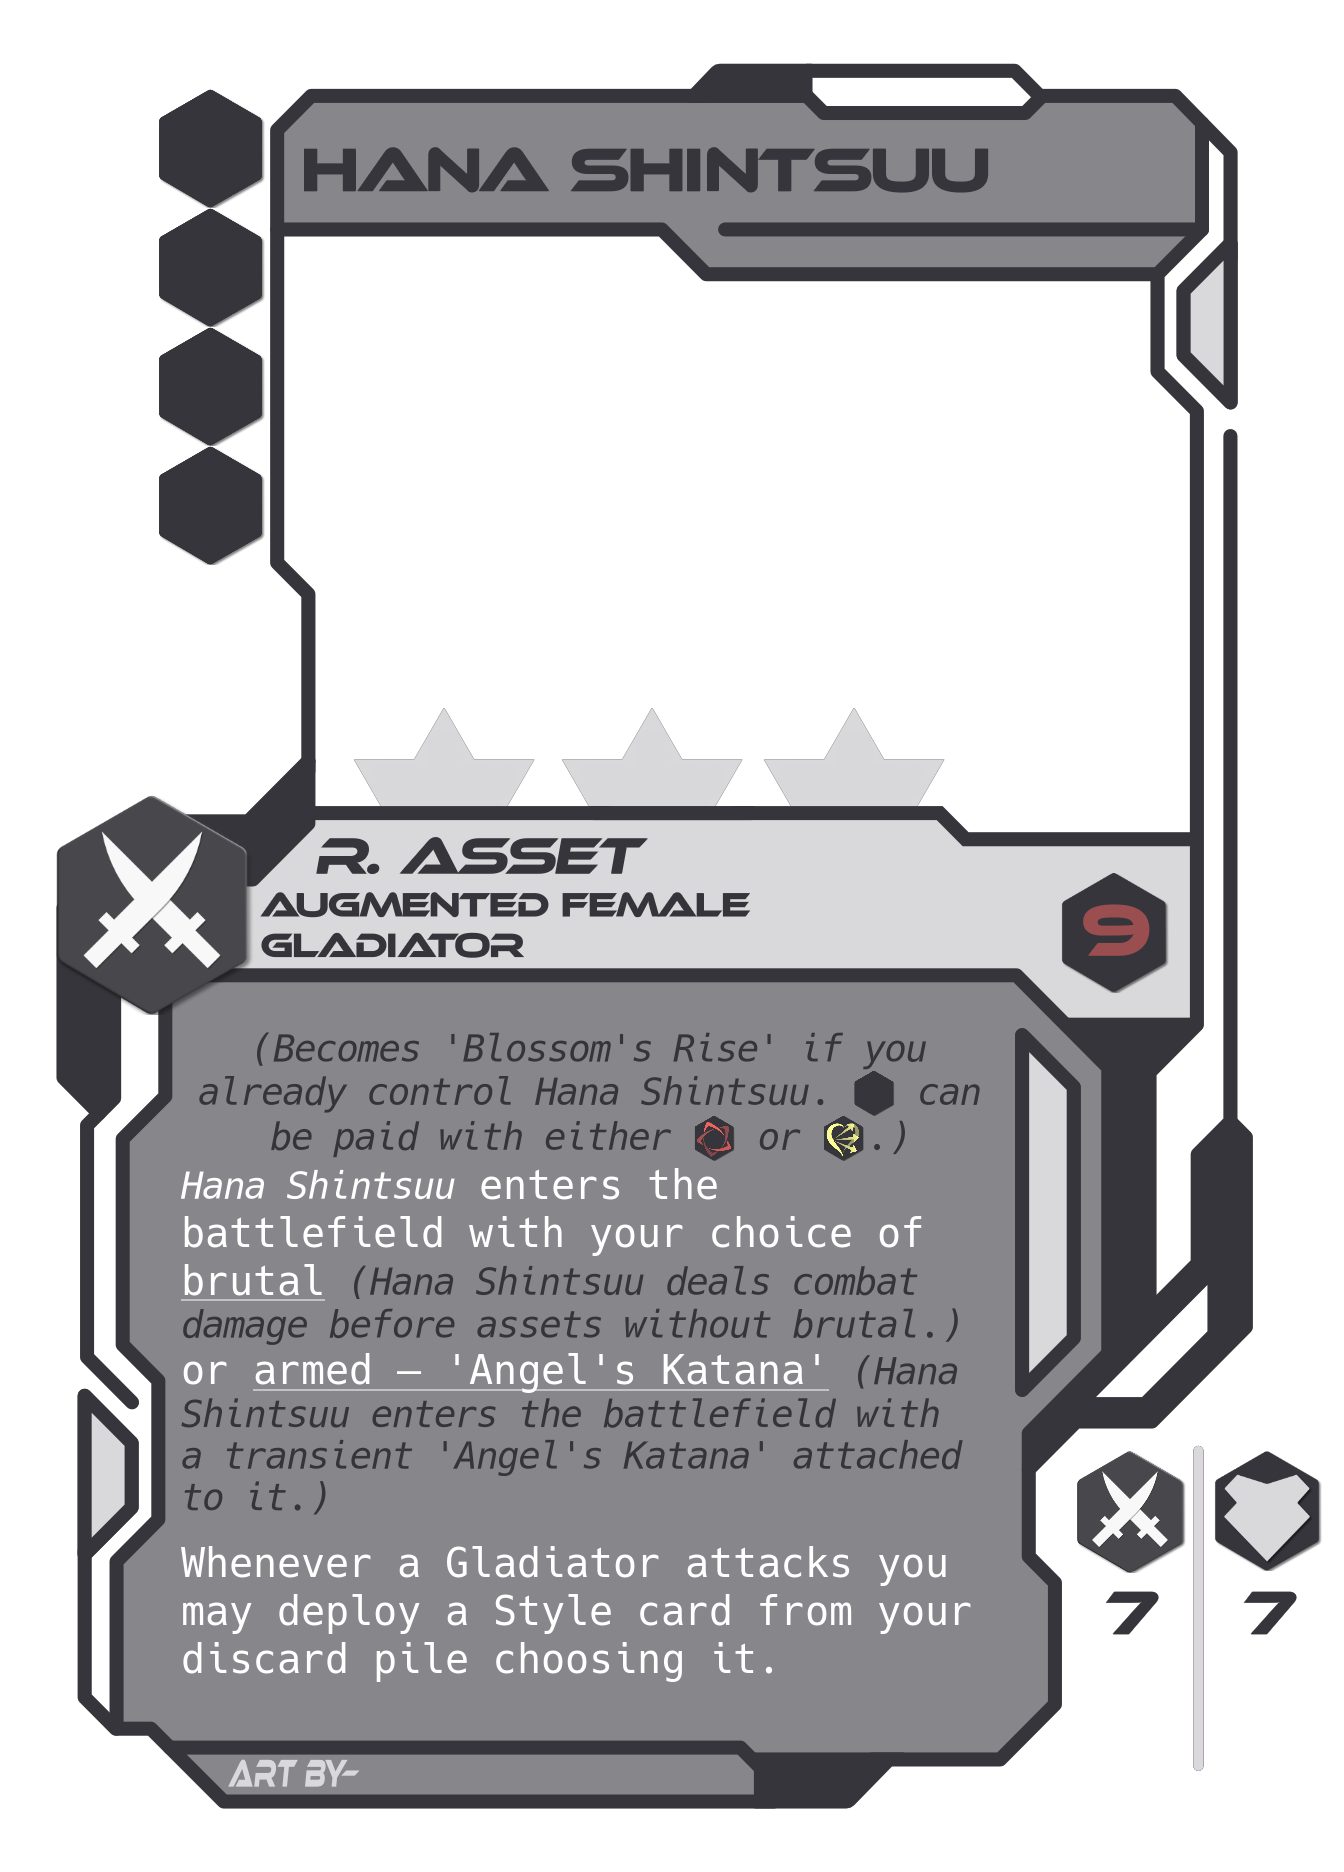 HANA SHINTSUU
R. ASSET
AUGMENTED FEMALE
GLADIATOR
9
(Becomes 'Blossom's Rise' if you
already control Hana Shintsuu. can
be paid with either or .)
Hana Shintsuu enters the
battlefield with your choice of
brutal (Hana Shintsuu deals combat
damage before assets without brutal.)
or armed – 'Angel's Katana' (Hana
Shintsuu enters the battlefield with
a transient 'Angel's Katana' attached
to it.)
Whenever a Gladiator attacks you
may deploy a Style card from your
discard pile choosing it.
7 7
ART BY-